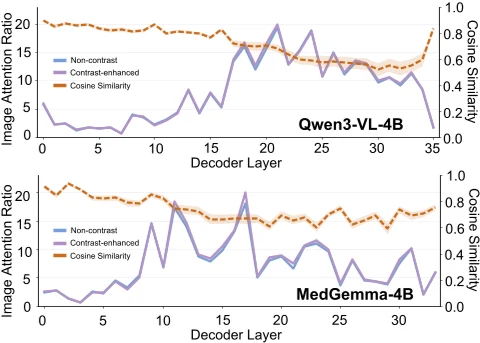 Image Attention Ratio
20
15
10
5
0
Non-contrast
Contrast-enhanced
Cosine Similarity
Qwen3-VL-4B
1.0
0.8
0.6
0.4
0.2
0.0
Cosine Similarity
0 5 10 15 20 25 30 35
Decoder Layer
Image Attention Ratio
20
15
10
5
0
Non-contrast
Contrast-enhanced
Cosine Similarity
MedGemma-4B
1.0
0.8
0.6
0.4
0.2
0.0
Cosine Similarity
0 5 10 15 20 25 30
Decoder Layer